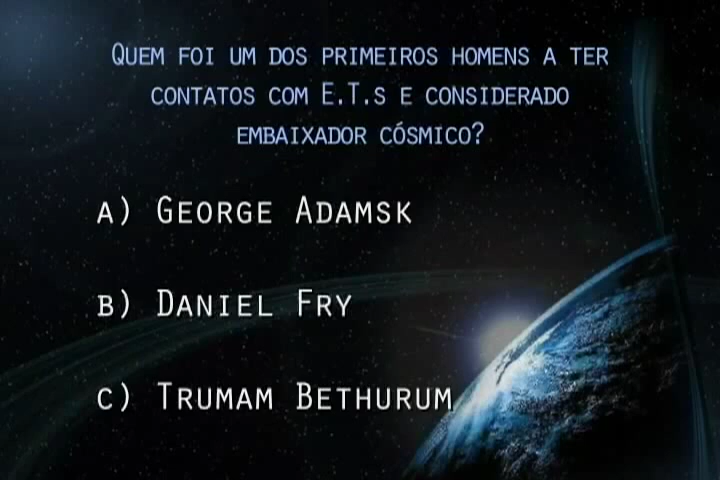 Quem foi um dos primeiros homens a ter
contatos com E.T.s e considerado
embaixador cósmico?
a) George Adamsk
b) Daniel Fry
c) Trumam Bethurum